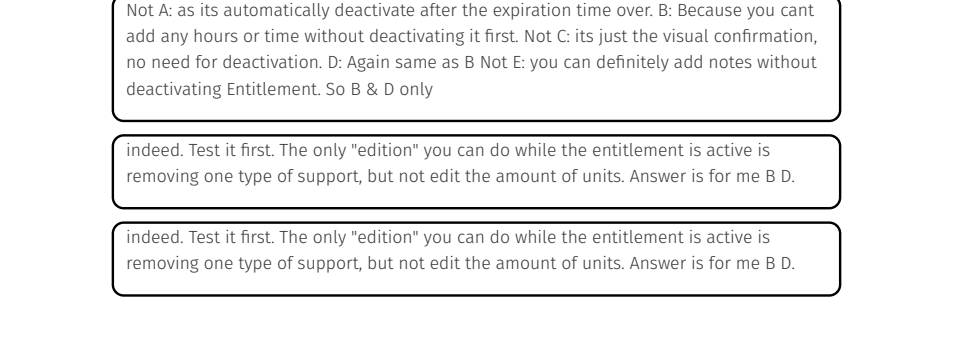 Not A: as its automatically deactivate after the expiration time over. B: Because you cant
add any hours or time without deactivating it first. Not C: its just the visual confirmation,
no need for deactivation. D: Again same as B Not E: you can definitely add notes without
deactivating Entitlement. So B & D only
indeed. Test it first. The only "edition" you can do while the entitlement is active is
removing one type of support, but not edit the amount of units. Answer is for me B D.
indeed. Test it first. The only "edition" you can do while the entitlement is active is
removing one type of support, but not edit the amount of units. Answer is for me B D.